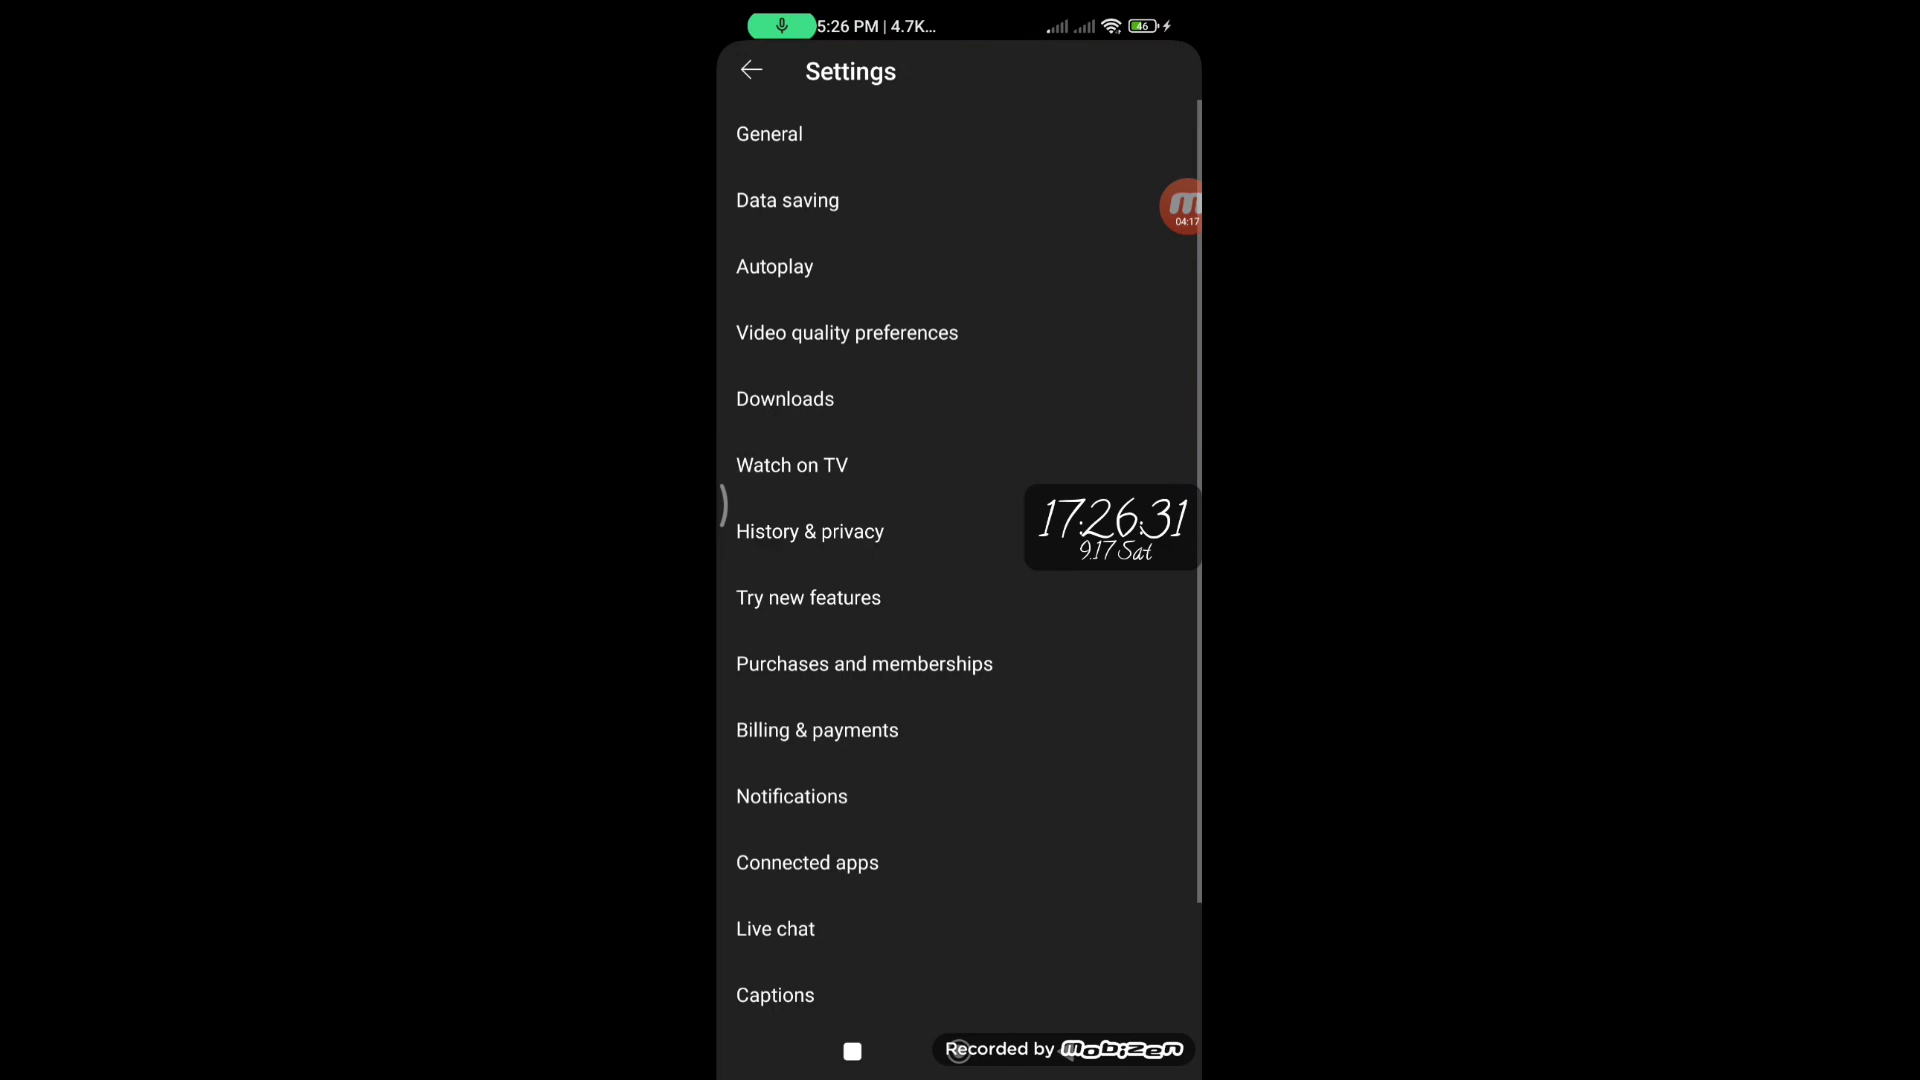 5:26 PM | 4.7K...
46
Settings
General
Data saving
04:17
Autoplay
Video quality preferences
Downloads
Watch on TV
17:26:31
9.17 Sat
History & privacy
Try new features
Purchases and memberships
Billing & payments
Notifications
Connected apps
Live chat
Captions
Recorded by mobizen